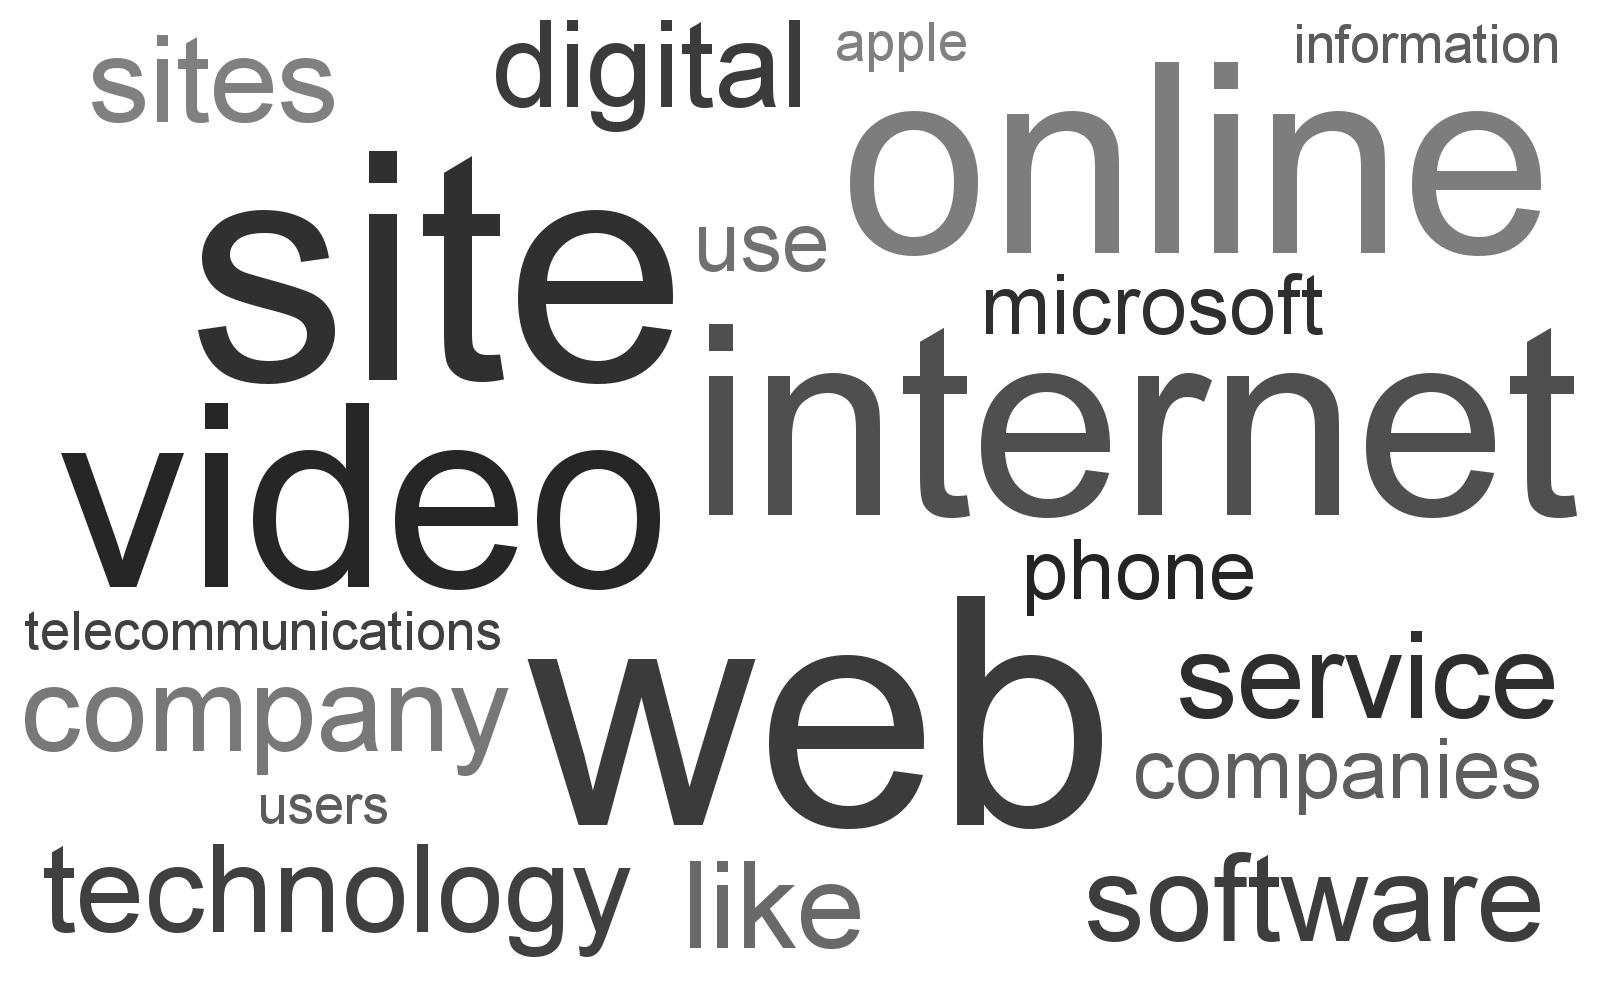 sites
digital
apple
information
online
site
use
microsoft
internet
video
phone
telecommunications
web
service
company
companies
users
technology
like
software